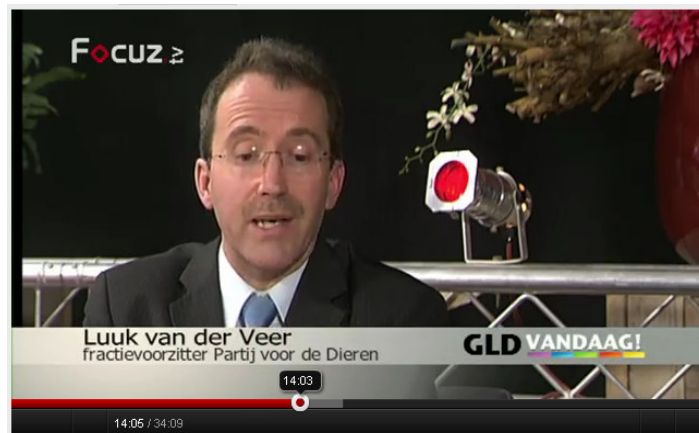 Focuz.tv
Luuk van der Veer
fractievoorzitter Partij voor de Dieren
GLD VANDAAG!
14:03
14:05 / 34:09